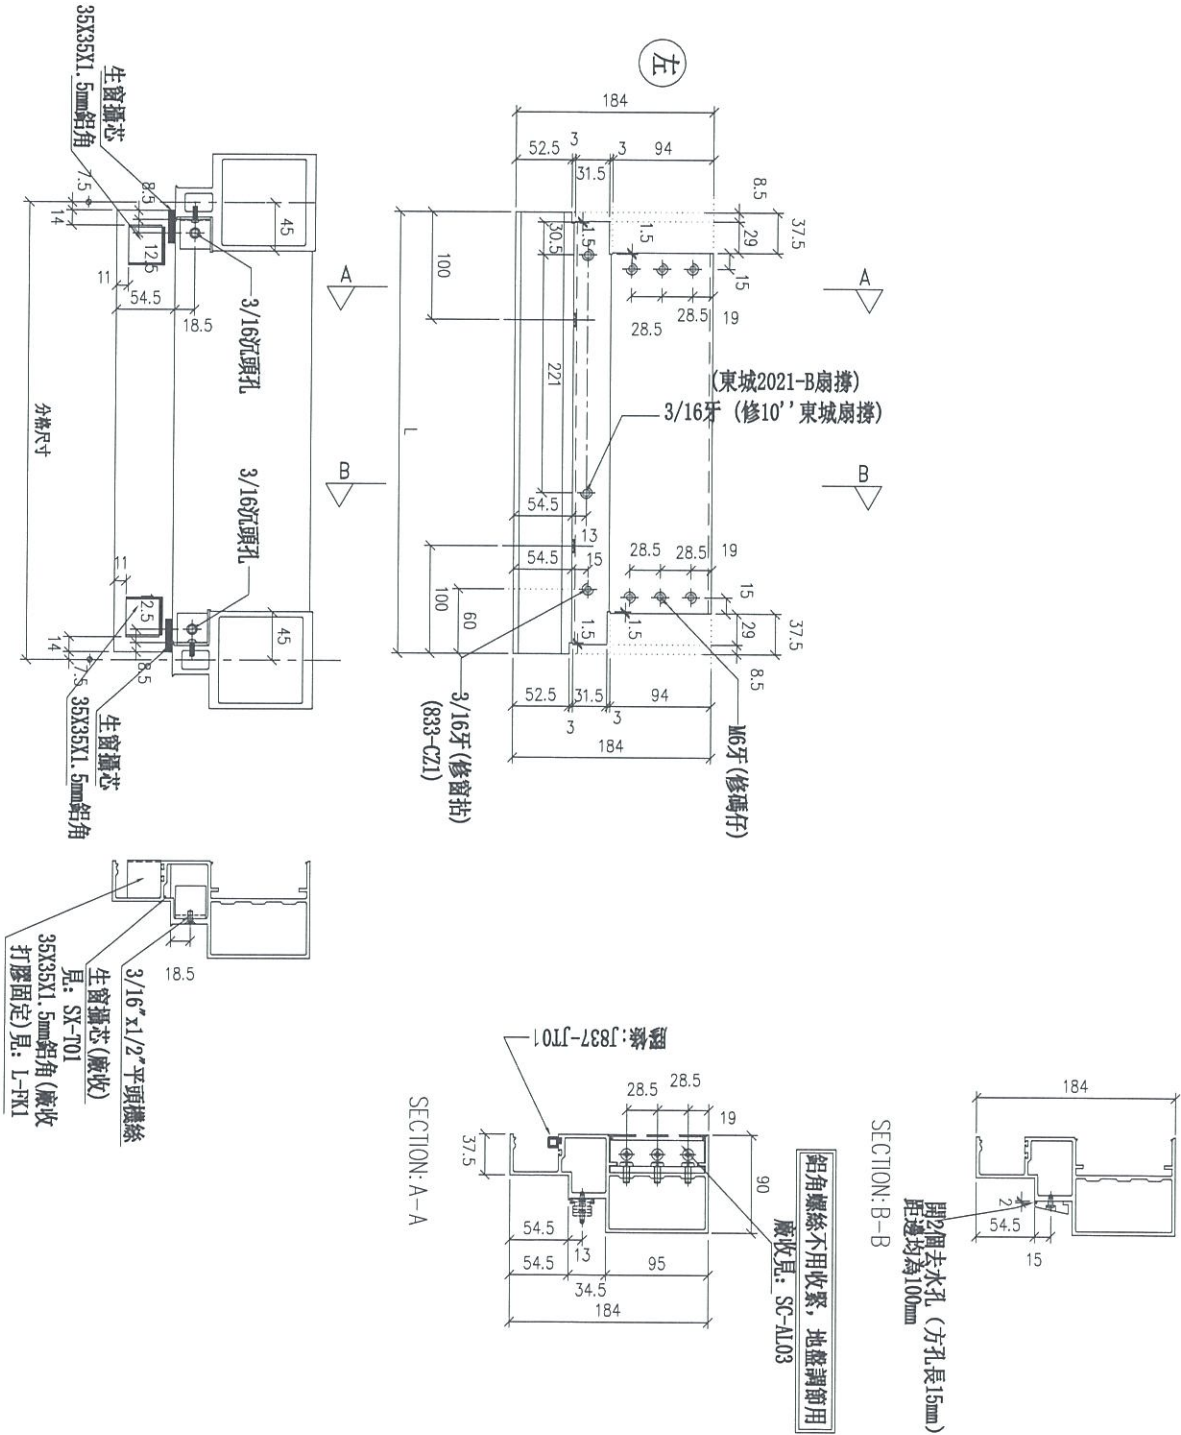 左
184
52.5
3
31.5
3
94
8.5
37.5
29
15
1.5
1.5
30.5
100
221
L
28.5
28.5
19
A
A
B
B
(東城2021-B扇撐)
3/16牙 (修10''東城扇撐)
54.5
13
54.5
15
100
60
28.5
28.5
19
15
29
37.5
8.5
1.5
1.5
52.5
31.5
94
3
3
184
M6牙(修碼仔)
3/16牙(修窗拈)
(833-CZ1)
生窗攝芯
35X35X1.5mm鋁角
7.5
14
8.5
45
12.5
11
54.5
18.5
3/16沉頭孔
分格尺寸
3/16沉頭孔
11
12.5
45
14
7.5
8.5
生窗攝芯
35X35X1.5mm鋁角
18.5
3/16"x1/2"平頭機絲
生窗攝芯(廠收)
見: SX-T01
35X35X1.5mm鋁角(廠收
打膠固定)見: L-FK1
膠條:J837-JT01
28.5
28.5
19
37.5
90
54.5
13
54.5
34.5
95
184
SECTION: A-A
鋁角螺絲不用收緊, 地盤調節用
廠收見: SC-AL03
184
2
54.5
15
SECTION: B-B
開2個去水孔 (方孔長15mm)
距邊均為100mm